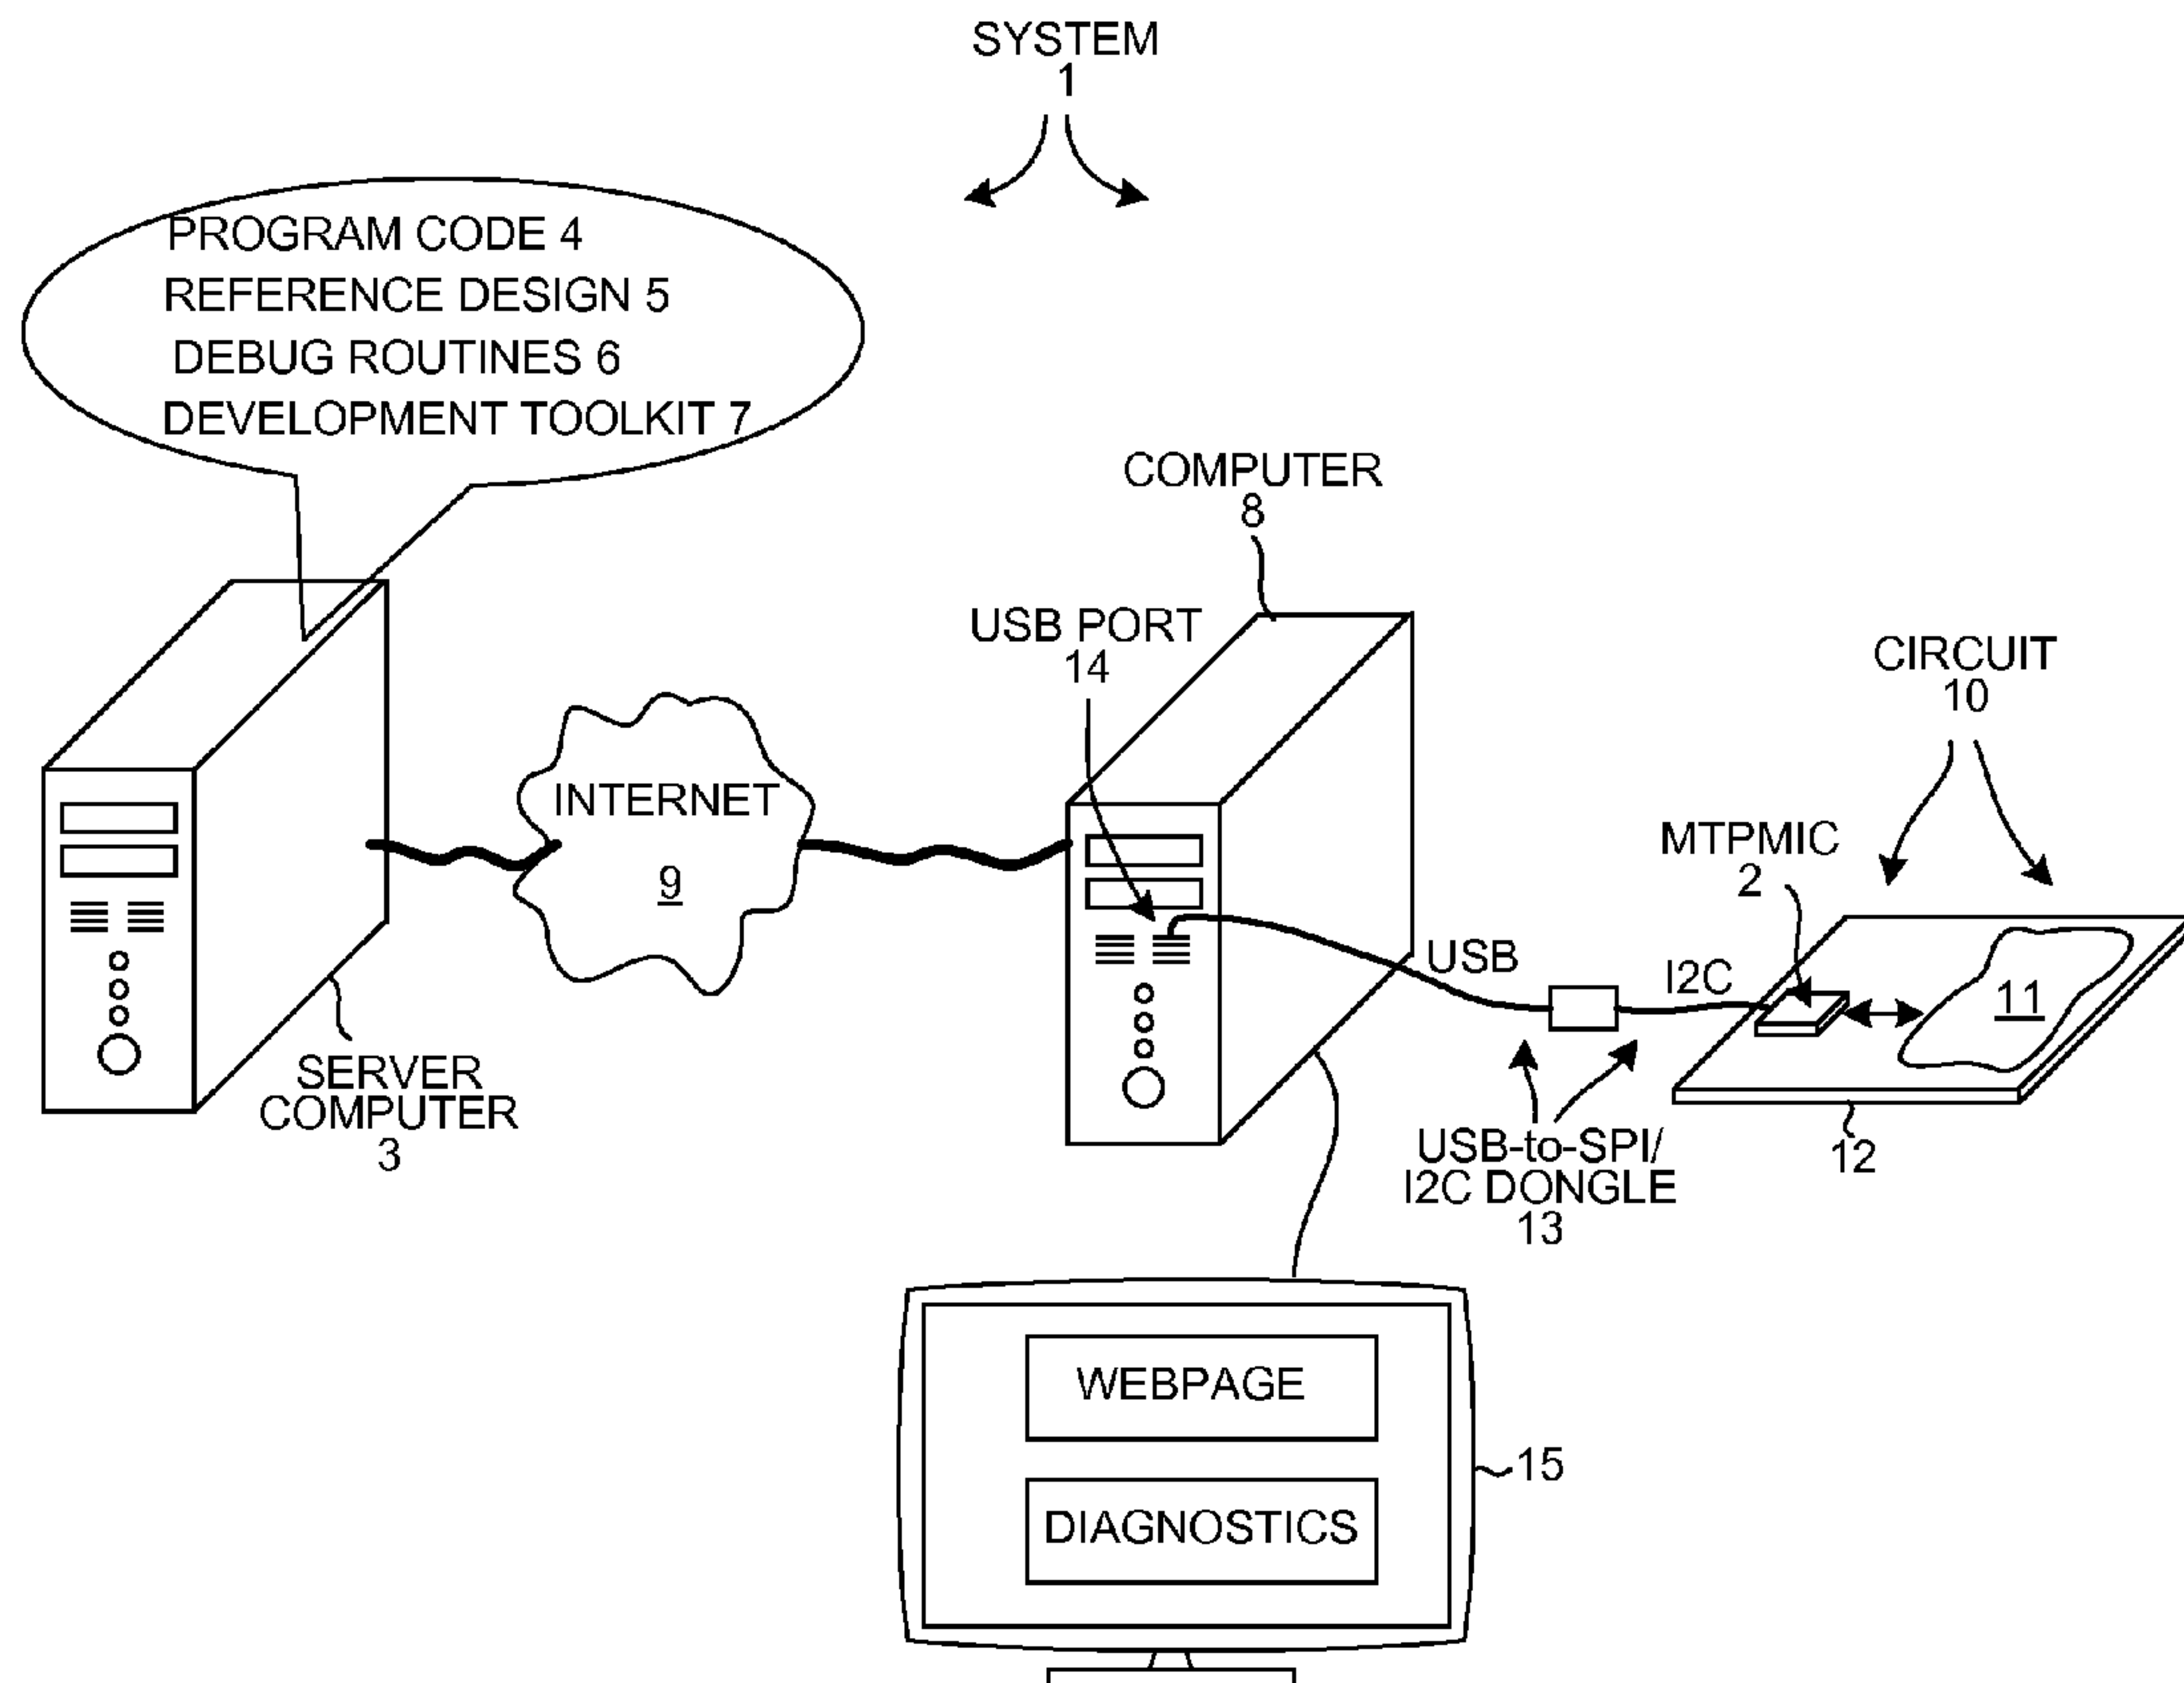 SYSTEM
1
PROGRAM CODE 4
REFERENCE DESIGN 5
DEBUG ROUTINES 6
DEVELOPMENT TOOLKIT 7
COMPUTER
8
USB PORT
14
CIRCUIT
10
INTERNET
9
MTPMIC
2
USB
I2C
11
SERVER
COMPUTER
3
USB-to-SPI/
I2C DONGLE
13
12
WEBPAGE
15
DIAGNOSTICS